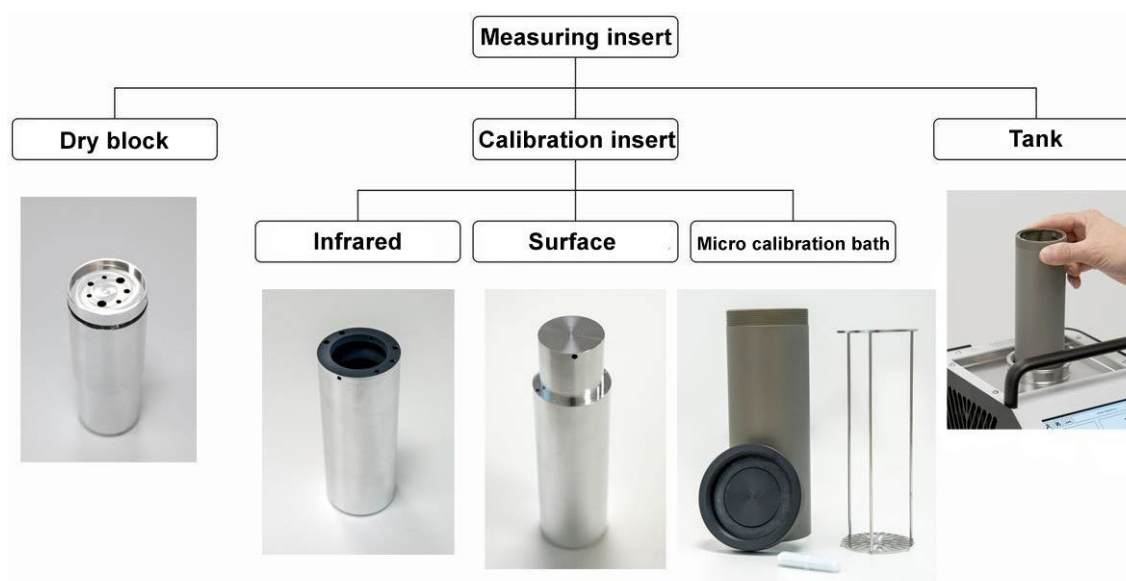 Measuring insert
Dry block
Calibration insert
Tank
Infrared
Surface
Micro calibration bath